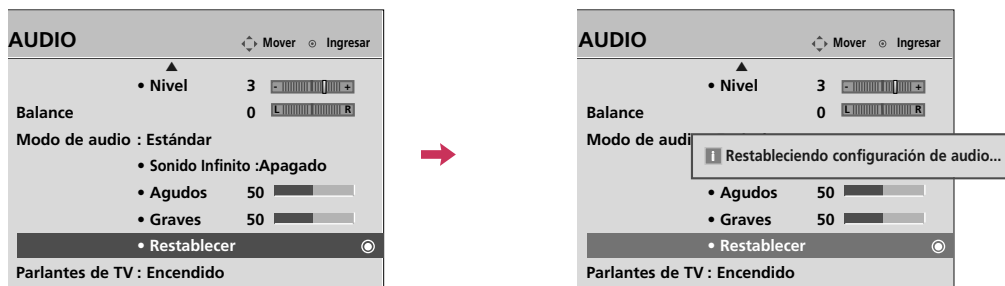 AUDIO Mover Ingresar
• Nivel 3 - +
Balance 0 L R
Modo de audio : Estándar
• Sonido Infinito :Apagado
• Agudos 50
• Graves 50
• Restablecer
Parlantes de TV : Encendido
AUDIO Mover Ingresar
• Nivel 3 - +
Balance 0 L R
Modo de audi
i Restableciendo configuración de audio...
• Agudos 50
• Graves 50
• Restablecer
Parlantes de TV : Encendido